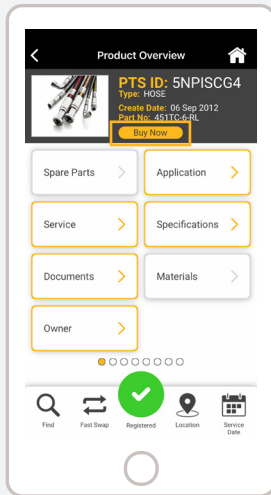 Product Overview
PTS ID: 5NPISCG4
Type: HOSE
Create Date: 06 Sep 2012
Part No: 451TC-6-RL
Buy Now
Spare Parts
Application
Service
Specifications
Documents
Materials
Owner
Find
Fast Swap
Registered
Location
Service
Date